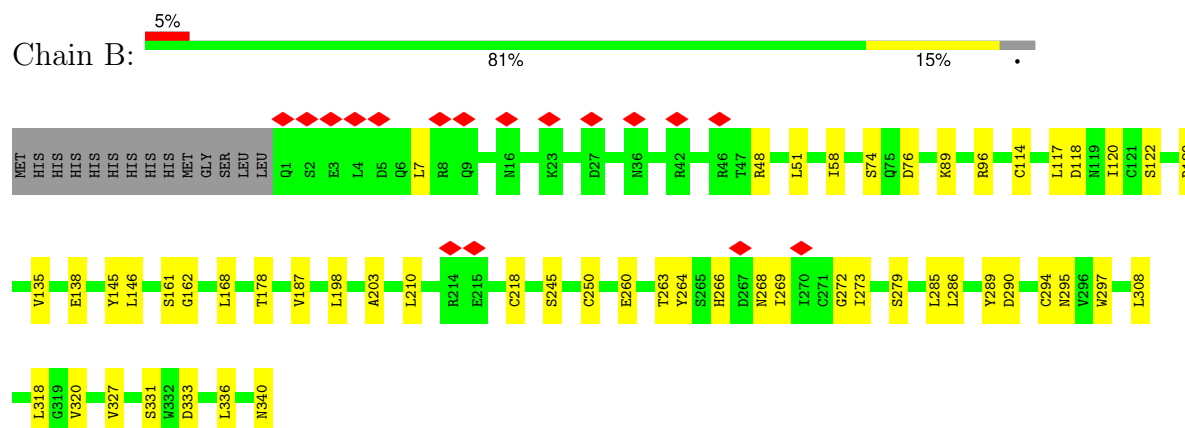 5%
Chain B:
81% 15% •
MET HIS HIS HIS HIS HIS HIS HIS HIS MET GLY SER LEU LEU Q1 S2 E3 L4 D5 Q6 L7 R8 Q9 N16 K23 D27 N36 R42 R46 T47 R48 L51 I58 S74 Q75 D76 K89 R96 C114 L117 D118 N119 I120 C121 S122
V135 E138 Y145 L146 S161 G162 L168 T178 V187 L198 A203 L210 R214 E215 C218 S245 C250 E260 T263 Y264 S265 H266 D267 N268 I269 I270 C271 G272 I273 S279 L285 L286 Y289 D290 C294 N295 V296 W297 L308
L318 G319 V320 V327 S331 W332 D333 L336 N340